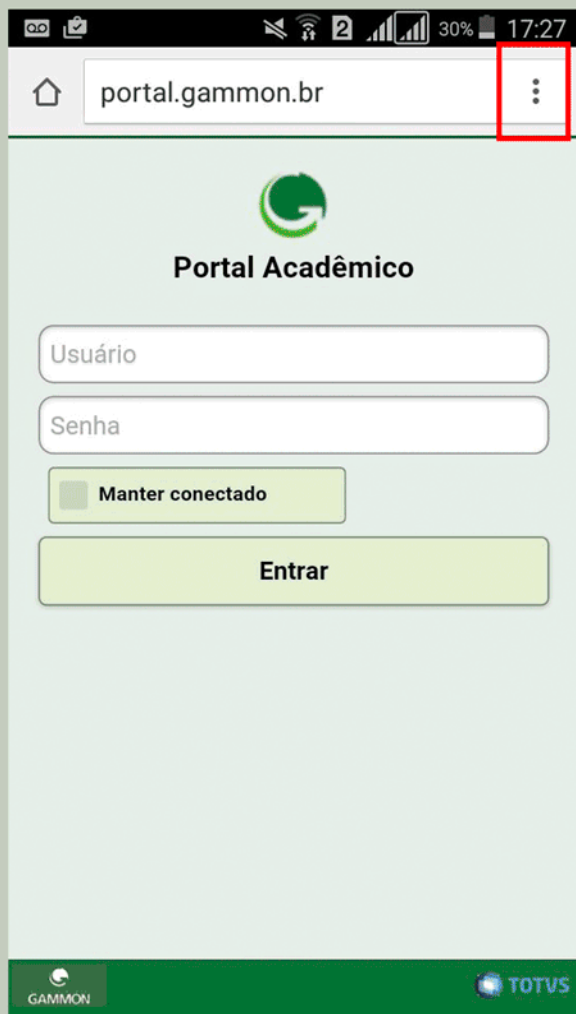 2 30% 17:27
portal.gammon.br
Portal Acadêmico
Usuário
Senha
Manter conectado
Entrar
GAMMON
TOTVS